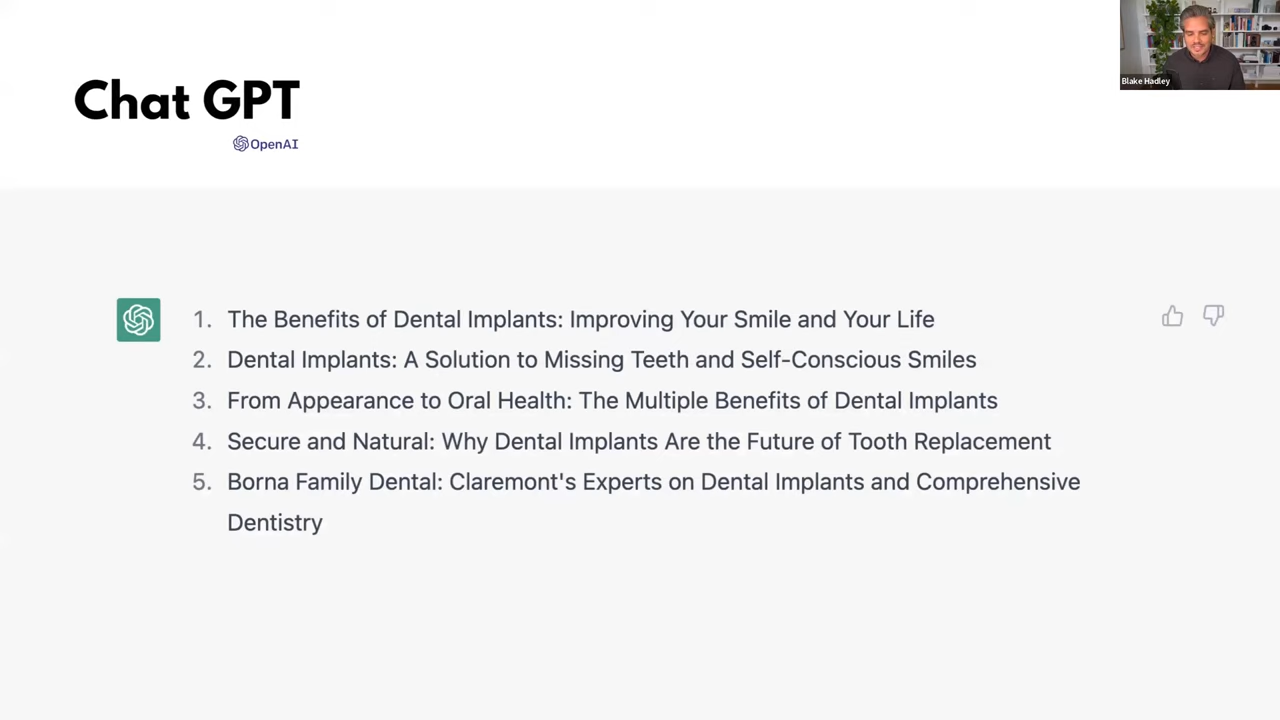 Blake Hadley
Chat GPT
OpenAI
1. The Benefits of Dental Implants: Improving Your Smile and Your Life
2. Dental Implants: A Solution to Missing Teeth and Self-Conscious Smiles
3. From Appearance to Oral Health: The Multiple Benefits of Dental Implants
4. Secure and Natural: Why Dental Implants Are the Future of Tooth Replacement
5. Borna Family Dental: Claremont's Experts on Dental Implants and Comprehensive
Dentistry